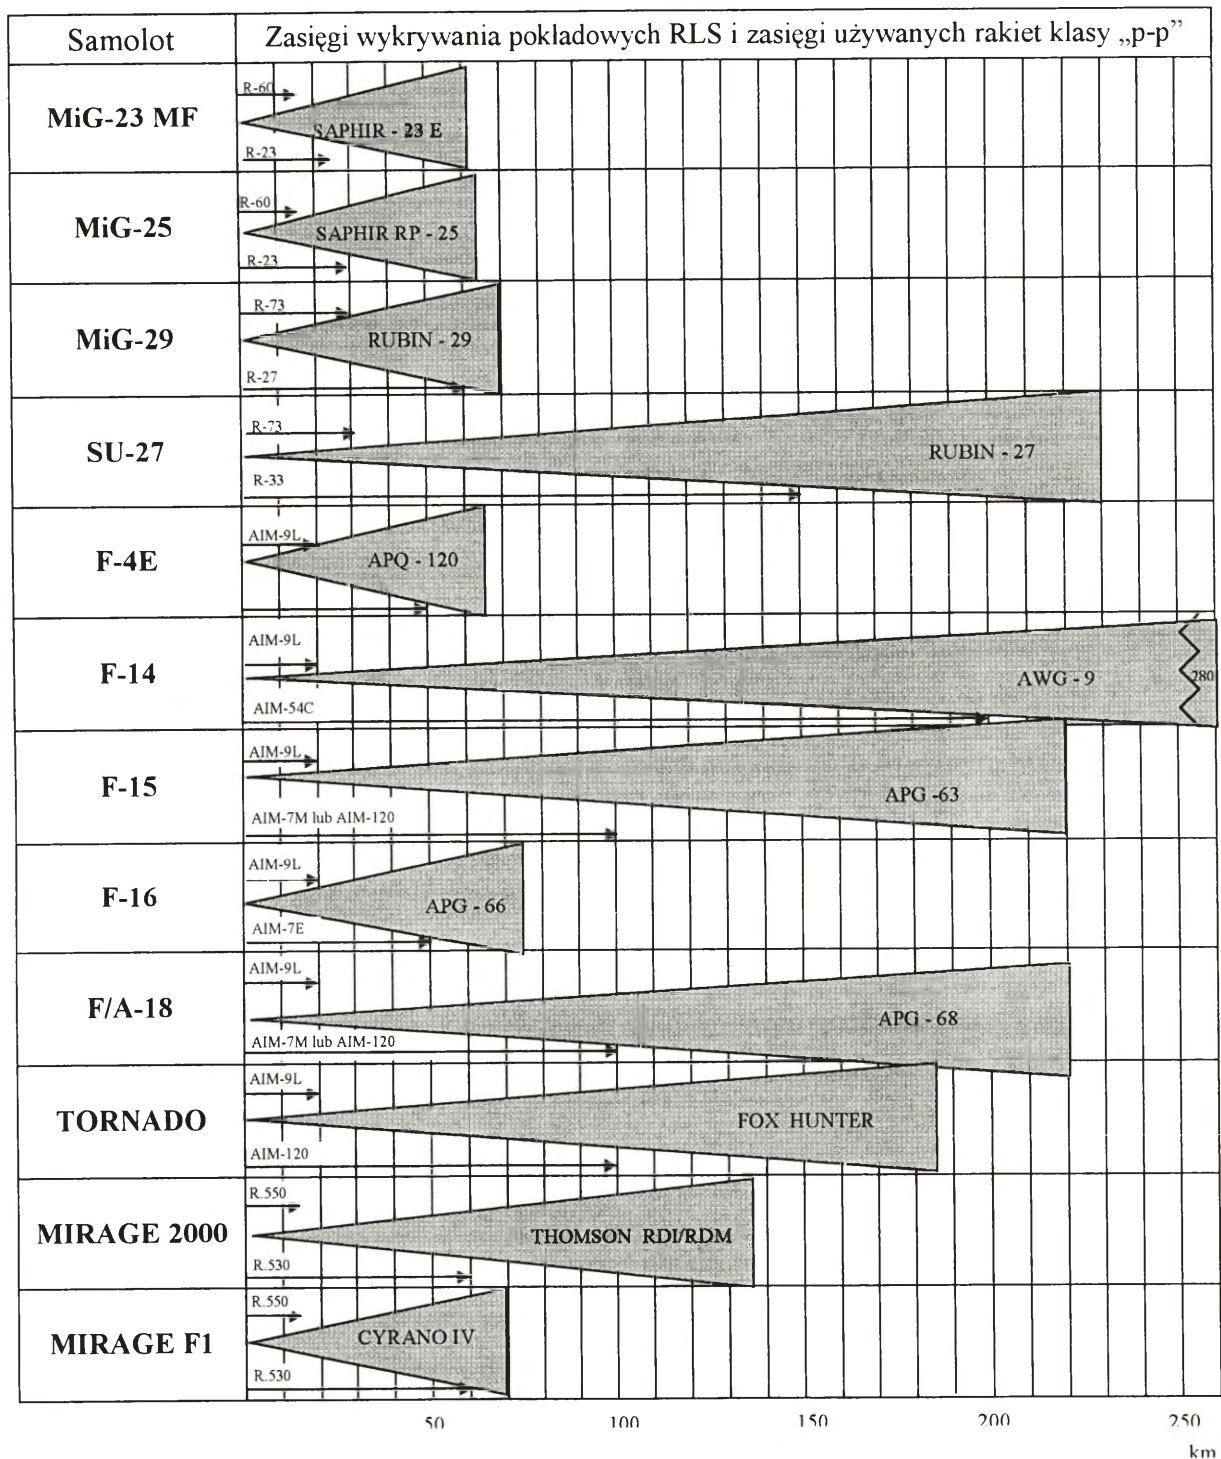 Samolot
Zasięgi wykrywania pokładowych RLS i zasięgi używanych rakiet klasy „p-p”
MiG-23 MF
R-60
SAPHIR - 23 E
R-23
MiG-25
R-60
SAPHIR RP - 25
R-23
MiG-29
R-73
RUBIN - 29
R-27
SU-27
R-73
RUBIN - 27
R-33
F-4E
AIM-9L
APQ - 120
F-14
AIM-9L
AWG - 9
280
AIM-54C
F-15
AIM-9L
APG -63
AIM-7M lub AIM-120
F-16
AIM-9L
APG - 66
AIM-7E
F/A-18
AIM-9L
APG - 68
AIM-7M lub AIM-120
TORNADO
AIM-9L
FOX HUNTER
AIM-120
MIRAGE 2000
R.550
THOMSON RDI/RDM
R.530
MIRAGE F1
R.550
CYRANO IV
R.530
50 100 150 200 250
km